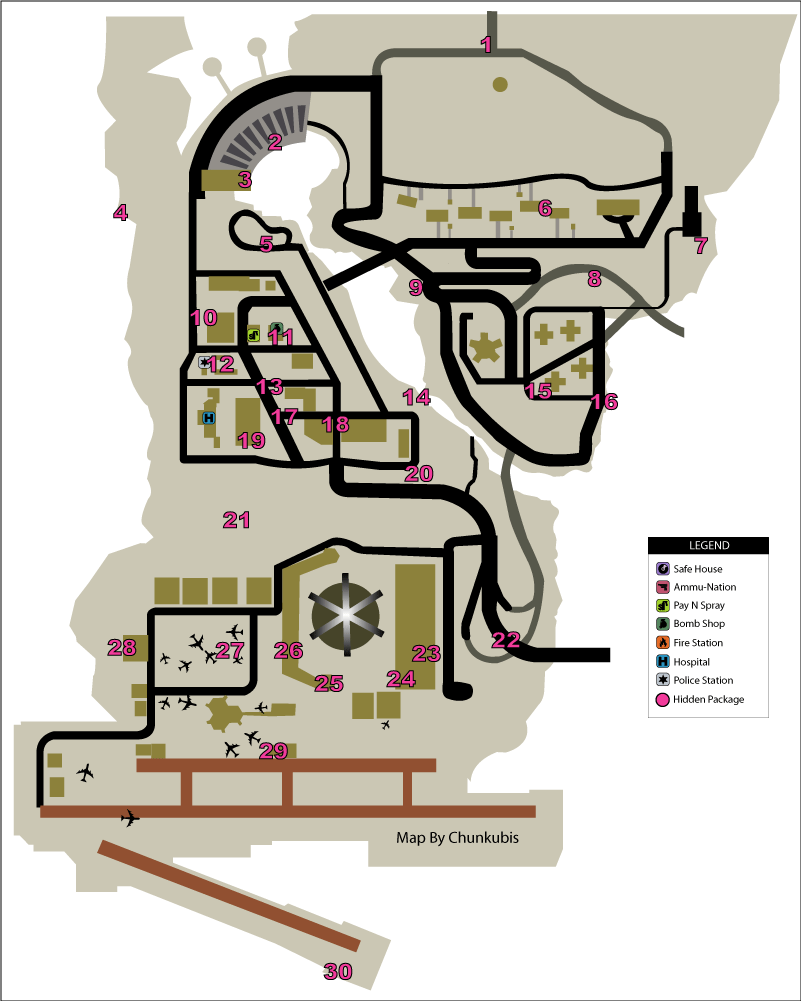 1
2
3
4
5
6
7
8
9
10
11
12
13
14
15
16
17
18
19
20
21
22
23
24
25
26
27
28
29
30
H
LEGEND
Safe House
Ammu-Nation
Pay N Spray
Bomb Shop
Fire Station
H Hospital
Police Station
Hidden Package
Map By Chunkubis